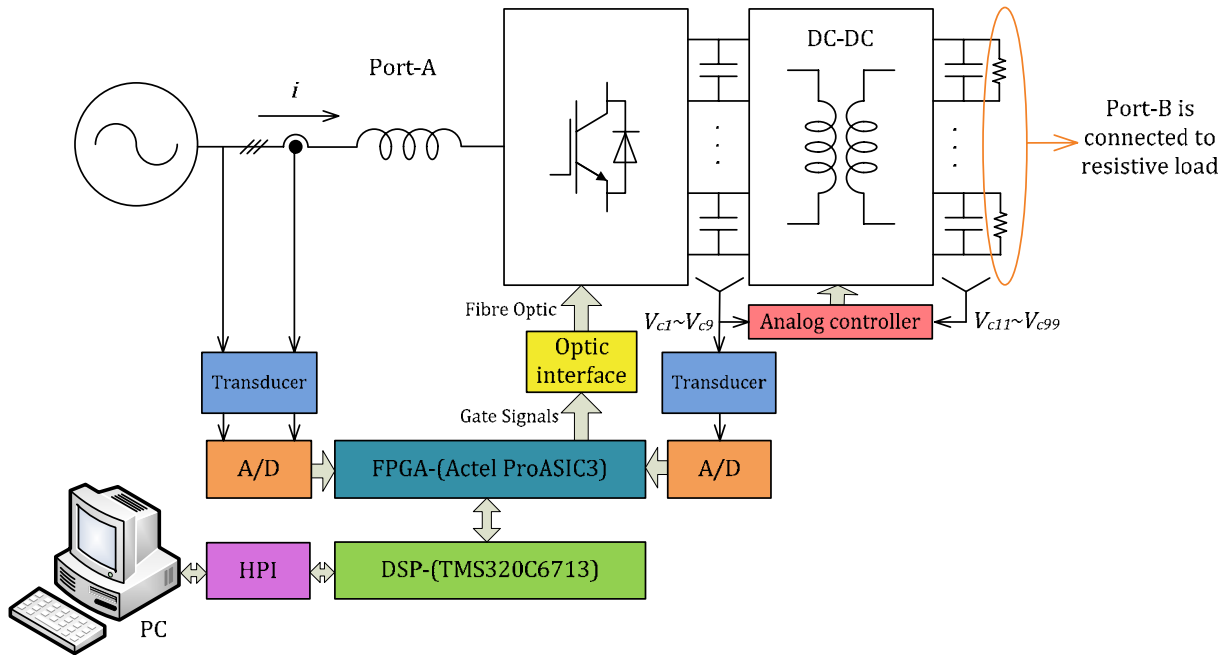 i
Port-A
DC-DC
Port-B is
connected to
resistive load
Fibre Optic
Vc1~Vc9
Analog controller
Vc11~Vc99
Optic
interface
Transducer
Transducer
Gate Signals
A/D
FPGA-(Actel ProASIC3)
A/D
HPI
DSP-(TMS320C6713)
PC